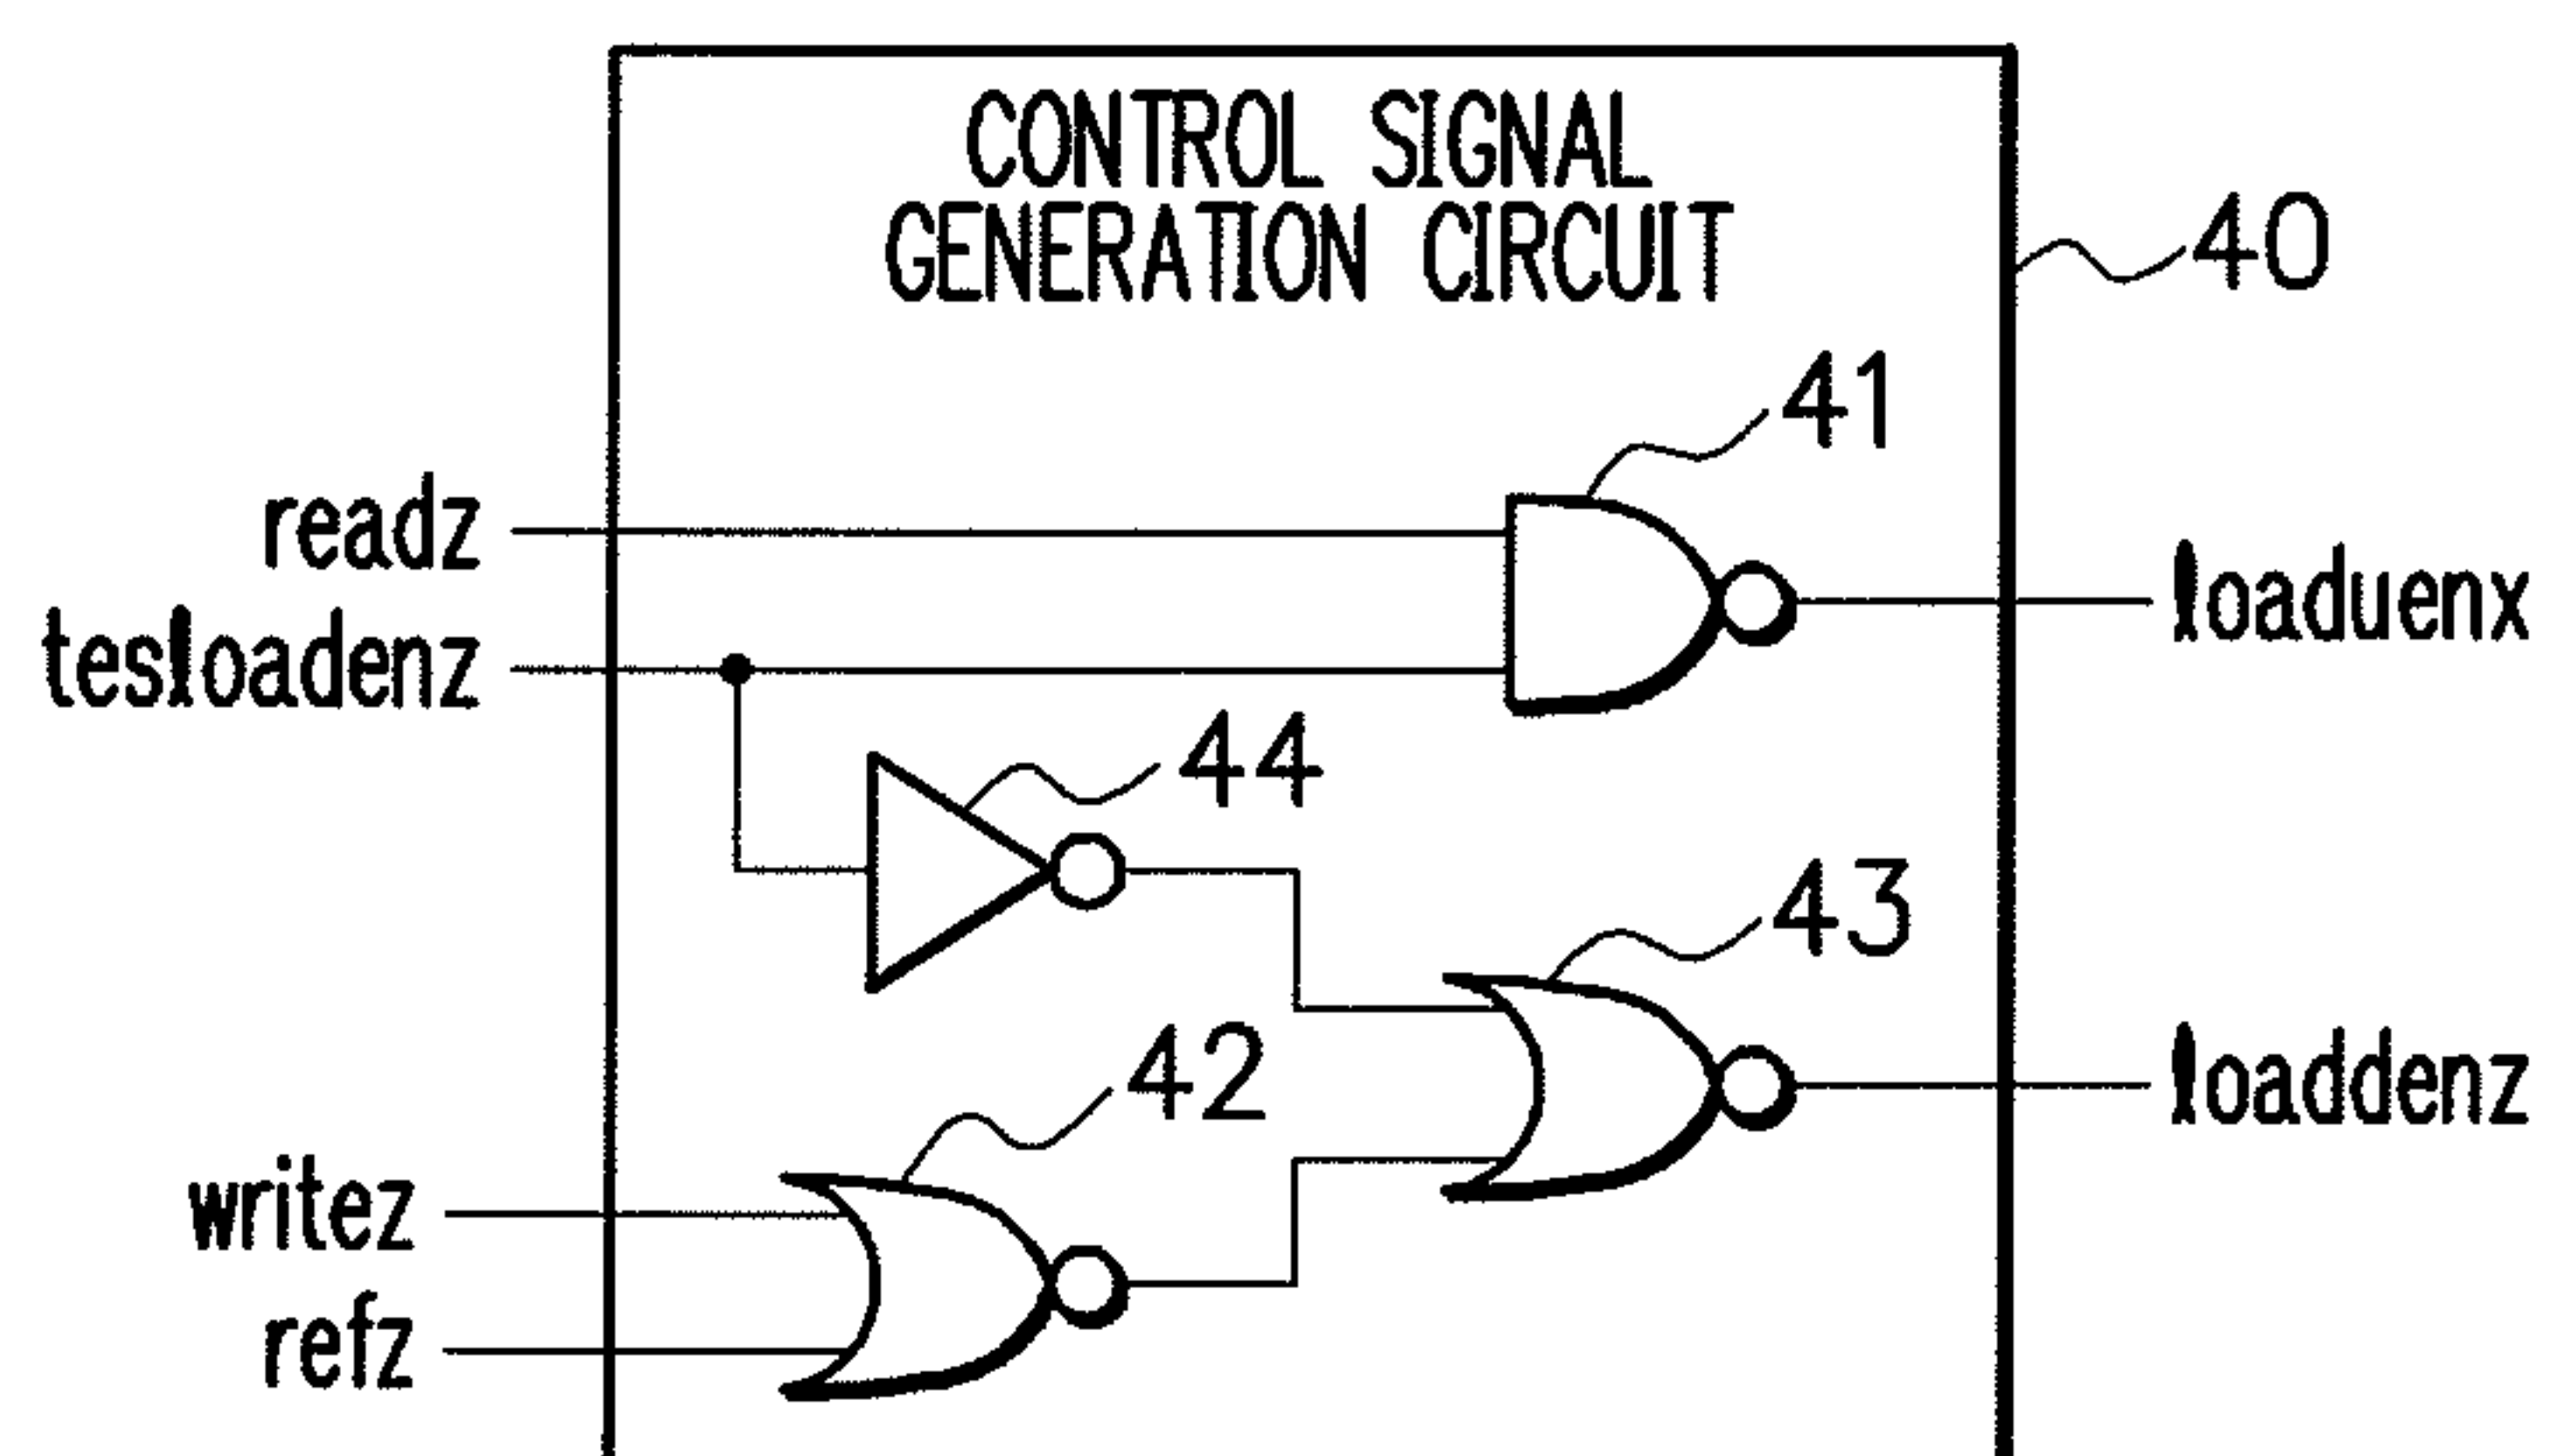 CONTROL SIGNAL
GENERATION CIRCUIT
40
41
readz
tesloadenz
loaduenx
44
43
42
loaddenz
writez
refz